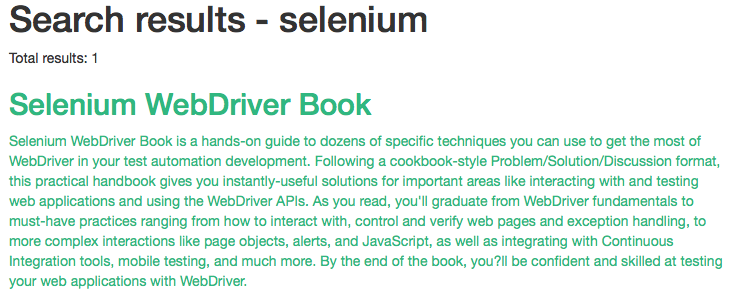 Search results - selenium
Total results: 1
Selenium WebDriver Book
Selenium WebDriver Book is a hands-on guide to dozens of specific techniques you can use to get the most of
WebDriver in your test automation development. Following a cookbook-style Problem/Solution/Discussion format,
this practical handbook gives you instantly-useful solutions for important areas like interacting with and testing
web applications and using the WebDriver APIs. As you read, you'll graduate from WebDriver fundamentals to
must-have practices ranging from how to interact with, control and verify web pages and exception handling, to
more complex interactions like page objects, alerts, and JavaScript, as well as integrating with Continuous
Integration tools, mobile testing, and much more. By the end of the book, you?ll be confident and skilled at testing
your web applications with WebDriver.